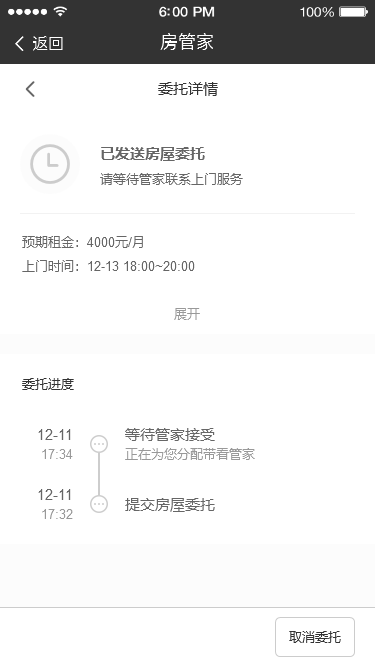 6:00 PM
100%
返回
房管家
委托详情
已发送房屋委托
请等待管家联系上门服务
预期租金：4000元/月
上门时间：12-13 18:00~20:00
展开
委托进度
12-11
等待管家接受
17:34
正在为您分配带看管家
12-11
提交房屋委托
17:32
取消委托